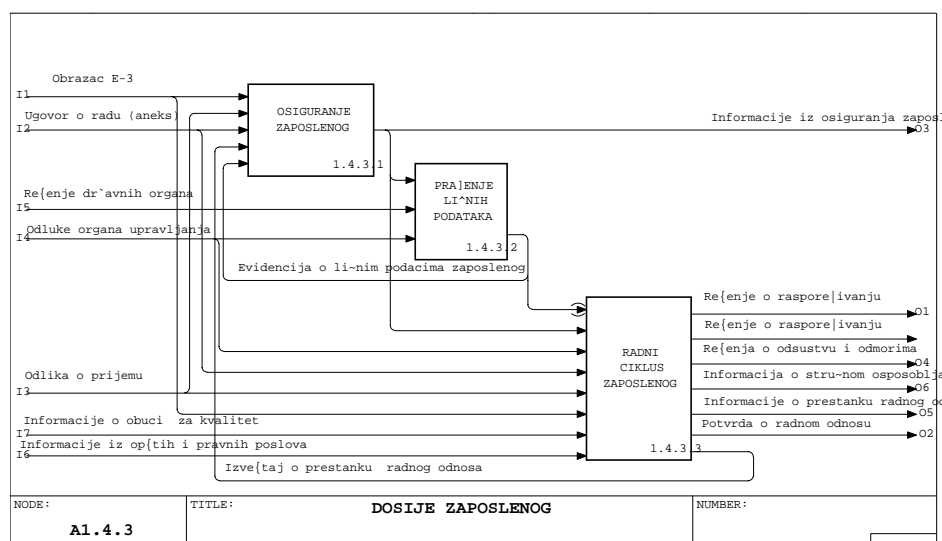 Obrazac E-3
I1
Ugovor o radu (aneks)
I2
OSIGURANJE
ZAPOSLENOG
1.4.3.1
Informacije iz osiguranja zaposl
O3
Re{enje dr`avnih organa
I5
Odluke organa upravljanja
I4
PRA]ENJE
LI^NIH
PODATAKA
1.4.3.2
Evidencija o li~nim podacima zaposlenog
Re{enje o raspore|ivanju
O1
Re{enje o raspore|ivanju
Re{enja o odsustvu i odmorima
O4
Informacija o stru~nom osposoblja
O6
Informacije o prestanku radnog od
O5
Potvrda o radnom odnosu
O2
RADNI
CIKLUS
ZAPOSLENOG
1.4.3.3
Odlika o prijemu
I3
Informacije o obuci za kvalitet
I7
Informacije iz op{tih i pravnih poslova
I6
Izve{taj o prestanku radnog odnosa
NODE:
A1.4.3
TITLE:
DOSIJE ZAPOSLENOG
NUMBER: